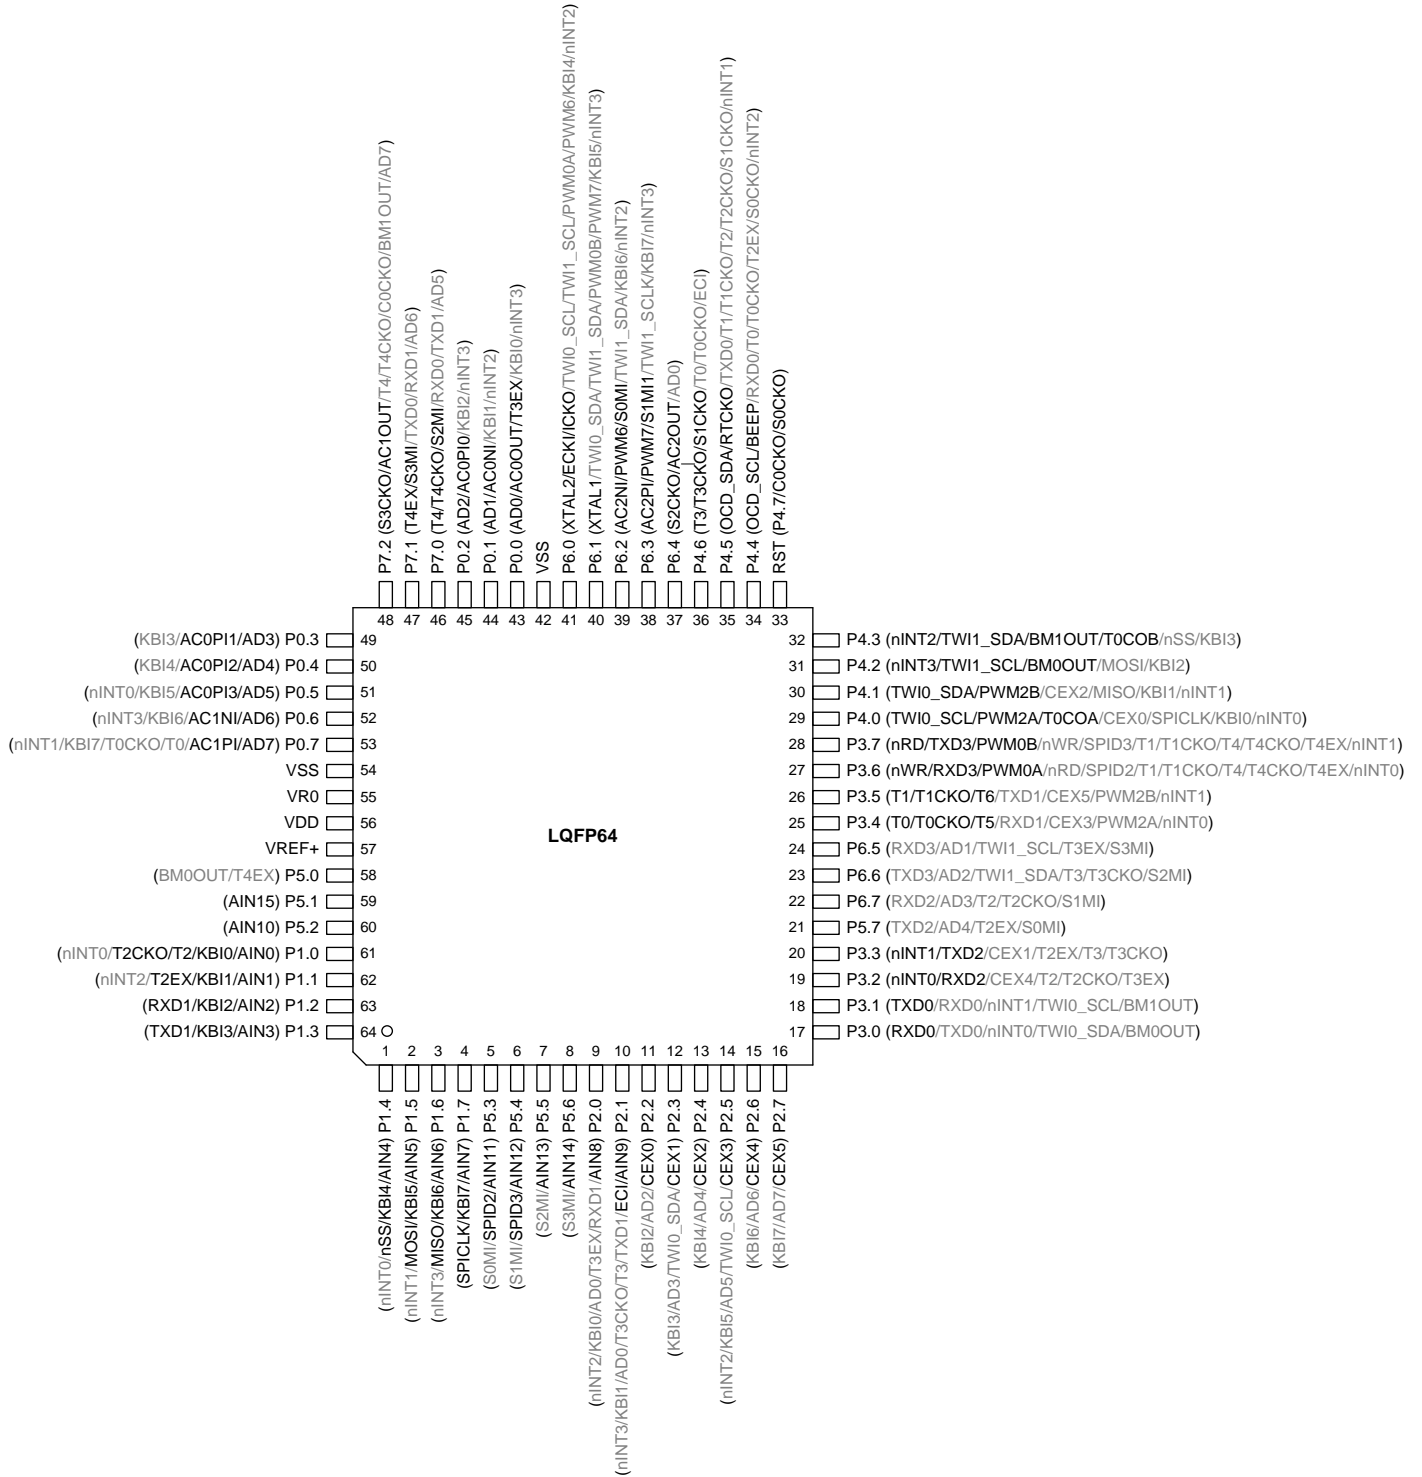 P7.2 (S3CKO/AC1OUT/T4/T4CKO/C0CKO/BM1OUT/AD7)
P7.1 (T4EX/S3MI/TXD0/RXD1/AD6)
P7.0 (T4/T4CKO/S2MI/RXD0/TXD1/AD5)
P0.2 (AD2/AC0PI0/KBI2/nINT3)
P0.1 (AD1/AC0NI/KBI1/nINT2)
P0.0 (AD0/AC0OUT/T3EX/KBI0/nINT3)
VSS
P6.0 (XTAL2/ECKI/ICKO/TWI0_SCL/TWI1_SCL/PWM0A/PWM6/KBI4/nINT2)
P6.1 (XTAL1/TWI0_SDA/TWI1_SDA/PWM0B/PWM7/KBI5/nINT3)
P6.2 (AC2NI/PWM6/S0MI/TWI1_SDA/KBI6/nINT2)
P6.3 (AC2PI/PWM7/S1MI1/TWI1_SCLK/KBI7/nINT3)
P6.4 (S2CKO/AC2OUT/AD0)
P4.6 (T3/T3CKO/S1CKO/T0/T0CKO/ECI)
P4.5 (OCD_SDA/RTCKO/TXD0/T1/T1CKO/T2/T2CKO/S1CKO/nINT1)
P4.4 (OCD_SCL/BEEP/RXD0/T0/T0CKO/T2EX/S0CKO/nINT2)
RST (P4.7/C0CKO/S0CKO)
48 47 46 45 44 43 42 41 40 39 38 37 36 35 34 33
(KBI3/AC0PI1/AD3) P0.3 49
(KBI4/AC0PI2/AD4) P0.4 50
(nINT0/KBI5/AC0PI3/AD5) P0.5 51
(nINT3/KBI6/AC1NI/AD6) P0.6 52
(nINT1/KBI7/T0CKO/T0/AC1PI/AD7) P0.7 53
VSS 54
VR0 55
VDD 56
VREF+ 57
(BM0OUT/T4EX) P5.0 58
(AIN15) P5.1 59
(AIN10) P5.2 60
(nINT0/T2CKO/T2/KBI0/AIN0) P1.0 61
(nINT2/T2EX/KBI1/AIN1) P1.1 62
(RXD1/KBI2/AIN2) P1.2 63
(TXD1/KBI3/AIN3) P1.3 64
LQFP64
32 P4.3 (nINT2/TWI1_SDA/BM1OUT/T0COB/nSS/KBI3)
31 P4.2 (nINT3/TWI1_SCL/BM0OUT/MOSI/KBI2)
30 P4.1 (TWI0_SDA/PWM2B/CEX2/MISO/KBI1/nINT1)
29 P4.0 (TWI0_SCL/PWM2A/T0COA/CEX0/SPICLK/KBI0/nINT0)
28 P3.7 (nRD/TXD3/PWM0B/nWR/SPID3/T1/T1CKO/T4/T4CKO/T4EX/nINT1)
27 P3.6 (nWR/RXD3/PWM0A/nRD/SPID2/T1/T1CKO/T4/T4CKO/T4EX/nINT0)
26 P3.5 (T1/T1CKO/T6/TXD1/CEX5/PWM2B/nINT1)
25 P3.4 (T0/T0CKO/T5/RXD1/CEX3/PWM2A/nINT0)
24 P6.5 (RXD3/AD1/TWI1_SCL/T3EX/S3MI)
23 P6.6 (TXD3/AD2/TWI1_SDA/T3/T3CKO/S2MI)
22 P6.7 (RXD2/AD3/T2/T2CKO/S1MI)
21 P5.7 (TXD2/AD4/T2EX/S0MI)
20 P3.3 (nINT1/TXD2/CEX1/T2EX/T3/T3CKO)
19 P3.2 (nINT0/RXD2/CEX4/T2/T2CKO/T3EX)
18 P3.1 (TXD0/RXD0/nINT1/TWI0_SCL/BM1OUT)
17 P3.0 (RXD0/TXD0/nINT0/TWI0_SDA/BM0OUT)
1 2 3 4 5 6 7 8 9 10 11 12 13 14 15 16
(nINT0/nSS/KBI4/AIN4) P1.4
(nINT1/MOSI/KBI5/AIN5) P1.5
(nINT3/MISO/KBI6/AIN6) P1.6
(SPICLK/KBI7/AIN7) P1.7
(S0MI/SPID2/AIN11) P5.3
(S1MI/SPID3/AIN12) P5.4
(S2MI/AIN13) P5.5
(S3MI/AIN14) P5.6
(nINT2/KBI0/AD0/T3EX/RXD1/AIN8) P2.0
(nINT3/KBI1/AD0/T3CKO/T3/TXD1/ECI/AIN9) P2.1
(KBI2/AD2/CEX0) P2.2
(KBI3/AD3/TWI0_SDA/CEX1) P2.3
(KBI4/AD4/CEX2) P2.4
(nINT2/KBI5/AD5/TWI0_SCL/CEX3) P2.5
(KBI6/AD6/CEX4) P2.6
(KBI7/AD7/CEX5) P2.7